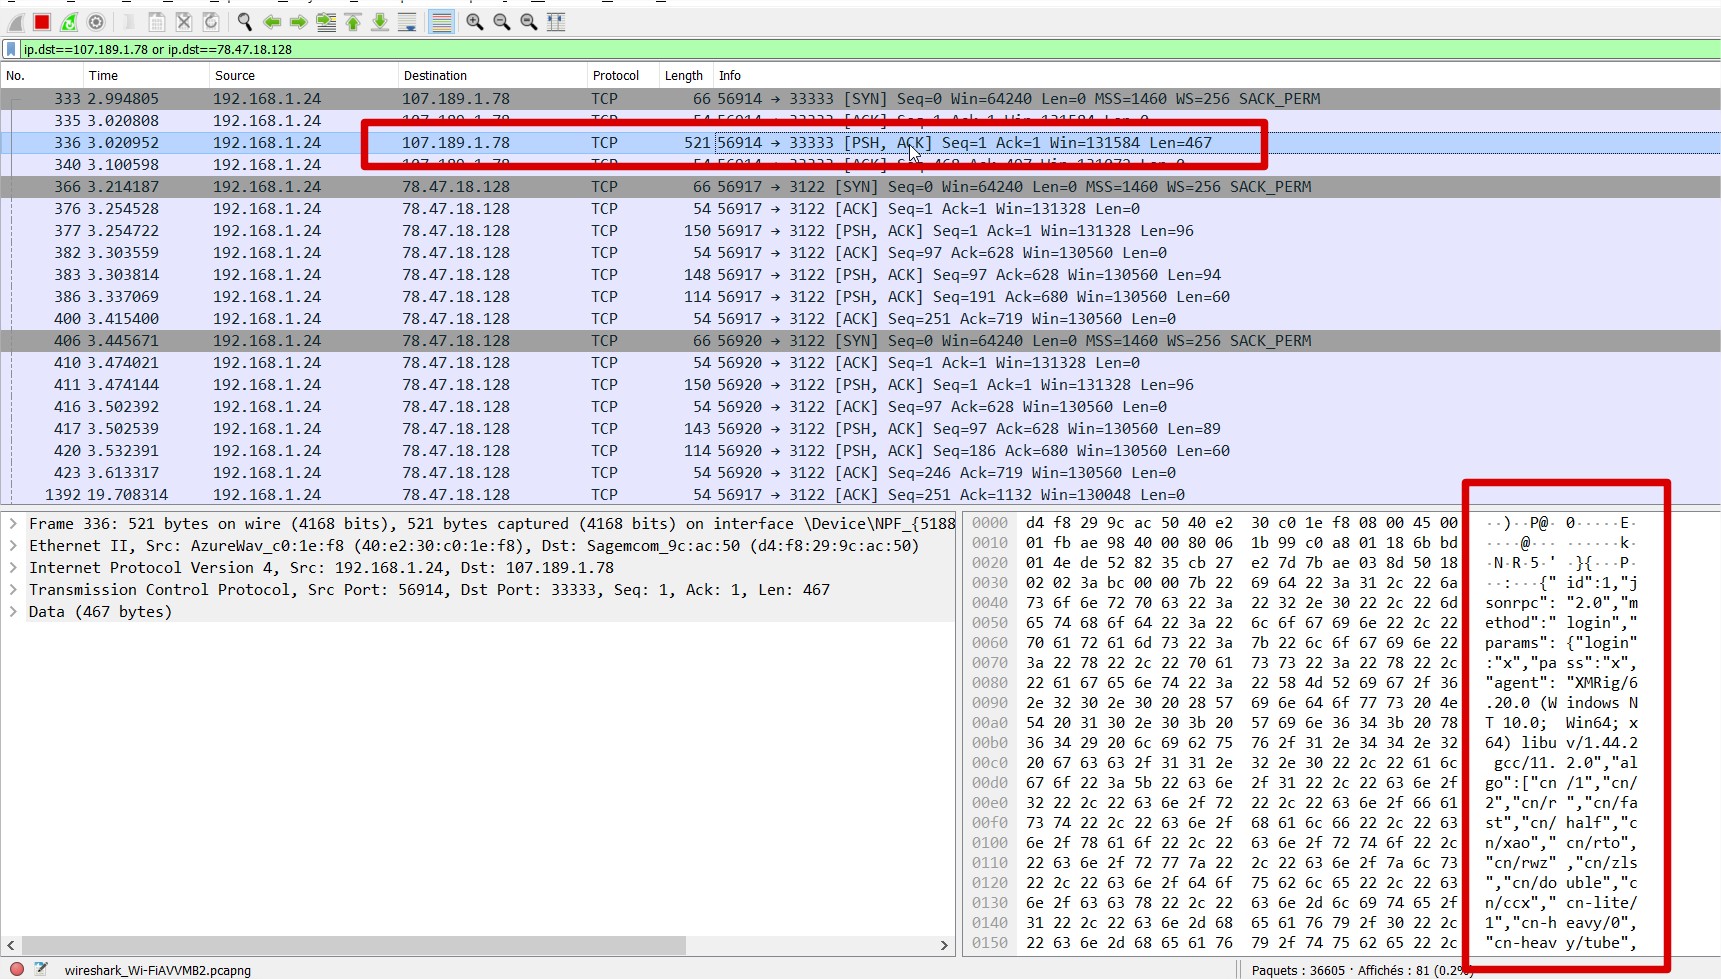 ip.dst==107.189.1.78 or ip.dst==78.47.18.128
No. Time Source Destination Protocol Length Info
333 2.994805 192.168.1.24 107.189.1.78 TCP 66 56914 → 33333 [SYN] Seq=0 Win=64240 Len=0 MSS=1460 WS=256 SACK_PERM
335 3.020808 192.168.1.24
336 3.020952 192.168.1.24 107.189.1.78 TCP 521 56914 → 33333 [PSH, ACK] Seq=1 Ack=1 Win=131584 Len=467
340 3.100598 192.168.1.24
366 3.214187 192.168.1.24 78.47.18.128 TCP 66 56917 → 3122 [SYN] Seq=0 Win=64240 Len=0 MSS=1460 WS=256 SACK_PERM
376 3.254528 192.168.1.24 78.47.18.128 TCP 54 56917 → 3122 [ACK] Seq=1 Ack=1 Win=131328 Len=0
377 3.254722 192.168.1.24 78.47.18.128 TCP 150 56917 → 3122 [PSH, ACK] Seq=1 Ack=1 Win=131328 Len=96
382 3.303559 192.168.1.24 78.47.18.128 TCP 54 56917 → 3122 [ACK] Seq=97 Ack=628 Win=130560 Len=0
383 3.303814 192.168.1.24 78.47.18.128 TCP 148 56917 → 3122 [PSH, ACK] Seq=97 Ack=628 Win=130560 Len=94
386 3.337069 192.168.1.24 78.47.18.128 TCP 114 56917 → 3122 [PSH, ACK] Seq=191 Ack=680 Win=130560 Len=60
400 3.415400 192.168.1.24 78.47.18.128 TCP 54 56917 → 3122 [ACK] Seq=251 Ack=719 Win=130560 Len=0
406 3.445671 192.168.1.24 78.47.18.128 TCP 66 56920 → 3122 [SYN] Seq=0 Win=64240 Len=0 MSS=1460 WS=256 SACK_PERM
410 3.474021 192.168.1.24 78.47.18.128 TCP 54 56920 → 3122 [ACK] Seq=1 Ack=1 Win=131328 Len=0
411 3.474144 192.168.1.24 78.47.18.128 TCP 150 56920 → 3122 [PSH, ACK] Seq=1 Ack=1 Win=131328 Len=96
416 3.502392 192.168.1.24 78.47.18.128 TCP 54 56920 → 3122 [ACK] Seq=97 Ack=628 Win=130560 Len=0
417 3.502539 192.168.1.24 78.47.18.128 TCP 143 56920 → 3122 [PSH, ACK] Seq=97 Ack=628 Win=130560 Len=89
420 3.532391 192.168.1.24 78.47.18.128 TCP 114 56920 → 3122 [PSH, ACK] Seq=186 Ack=680 Win=130560 Len=60
423 3.613317 192.168.1.24 78.47.18.128 TCP 54 56920 → 3122 [ACK] Seq=246 Ack=719 Win=130560 Len=0
1392 19.708314 192.168.1.24 78.47.18.128 TCP 54 56917 → 3122 [ACK] Seq=251 Ack=1132 Win=130048 Len=0
Frame 336: 521 bytes on wire (4168 bits), 521 bytes captured (4168 bits) on interface \Device\NPF_{5188
Ethernet II, Src: AzureWav_c0:1e:f8 (40:e2:30:c0:1e:f8), Dst: Sagemcom_9c:ac:50 (d4:f8:29:9c:ac:50)
Internet Protocol Version 4, Src: 192.168.1.24, Dst: 107.189.1.78
Transmission Control Protocol, Src Port: 56914, Dst Port: 33333, Seq: 1, Ack: 1, Len: 467
Data (467 bytes)
0000 d4 f8 29 9c ac 50 40 e2 30 c0 1e f8 08 00 45 00 ··)··P@· 0·····E·
0010 01 fb ae 98 40 00 80 06 1b 99 c0 a8 01 18 6b bd ····@··· ······k·
0020 01 4e de 52 82 35 cb 27 e2 7d 7b ae 03 8d 50 18 ·N·R·5·' ·}{···P·
0030 02 02 3a bc 00 00 7b 22 69 64 22 3a 31 2c 22 6a ··:···{" id":1,"j
0040 73 6f 6e 72 70 63 22 3a 22 32 2e 30 22 2c 22 6d sonrpc": "2.0","m
0050 65 74 68 6f 64 22 3a 22 6c 6f 67 69 6e 22 2c 22 ethod":" login","
0060 70 61 72 61 6d 73 22 3a 7b 22 6c 6f 67 69 6e 22 params": {"login"
0070 3a 22 78 22 2c 22 70 61 73 73 22 3a 22 78 22 2c :"x","pa ss":"x",
0080 22 61 67 65 6e 74 22 3a 22 58 4d 52 69 67 2f 36 "agent": "XMRig/6
0090 2e 32 30 2e 30 20 28 57 69 6e 64 6f 77 73 20 4e .20.0 (W indows N
00a0 54 20 31 30 2e 30 3b 20 57 69 6e 36 34 3b 20 78 T 10.0; Win64; x
00b0 36 34 29 20 6c 69 62 75 76 2f 31 2e 34 34 2e 32 64) libu v/1.44.2
00c0 20 67 63 63 2f 31 31 2e 32 2e 30 22 2c 22 61 6c gcc/11. 2.0","al
00d0 67 6f 22 3a 5b 22 63 6e 2f 31 22 2c 22 63 6e 2f go":["cn /1","cn/
00e0 32 22 2c 22 63 6e 2f 72 22 2c 22 63 6e 2f 66 61 2","cn/r ","cn/fa
00f0 73 74 22 2c 22 63 6e 2f 68 61 6c 66 22 2c 22 63 st","cn/ half","c
0100 6e 2f 78 61 6f 22 2c 22 63 6e 2f 72 74 6f 22 2c n/xao"," cn/rto",
0110 22 63 6e 2f 72 77 7a 22 2c 22 63 6e 2f 7a 6c 73 "cn/rwz" ,"cn/zls
0120 22 2c 22 63 6e 2f 64 6f 75 62 6c 65 22 2c 22 63 ","cn/do uble","c
0130 6e 2f 63 63 78 22 2c 22 63 6e 2d 6c 69 74 65 2f n/ccx"," cn-lite/
0140 31 22 2c 22 63 6e 2d 68 65 61 76 79 2f 30 22 2c 1","cn-h eavy/0",
0150 22 63 6e 2d 68 65 61 76 79 2f 74 75 62 65 22 2c "cn-heav y/tube",
wireshark_Wi-FiAVVMB2.pcapng
Paquets : 36605 · Affichés : 81 (0.2%)